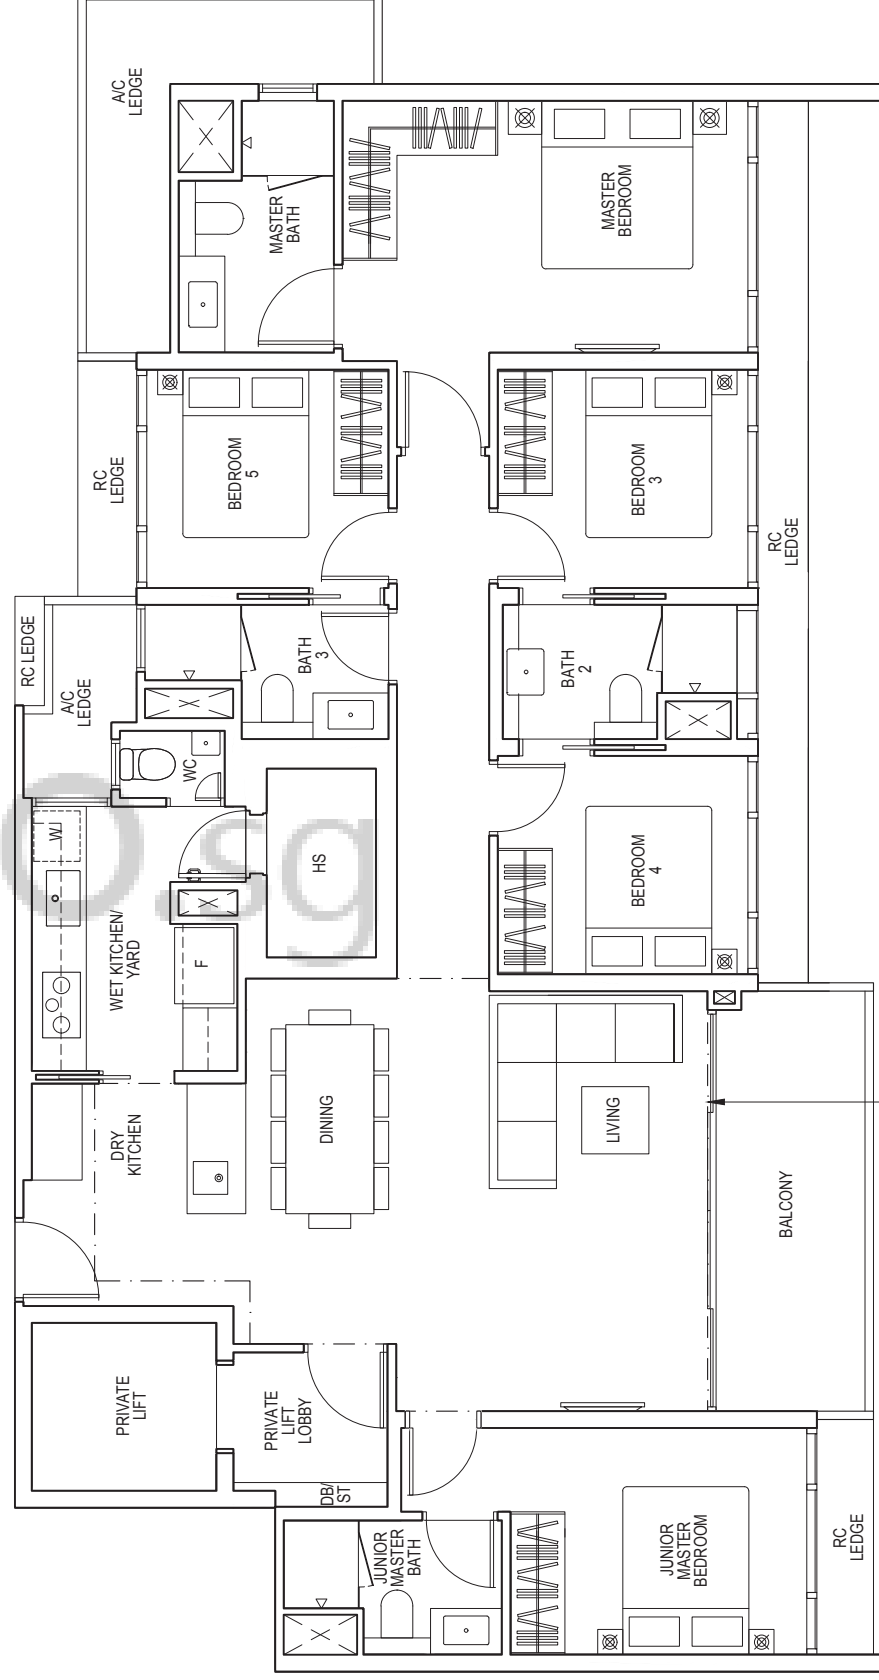 A/C
LEDGE
MASTER
BATH
MASTER
BEDROOM
RC
LEDGE
BEDROOM
5
BEDROOM
3
RC
LEDGE
RC LEDGE
A/C
LEDGE
BATH
3
BATH
2
WC
W
HS
BEDROOM
4
WET KITCHEN/
YARD
F
DRY
KITCHEN
DINING
LIVING
BALCONY
PRIVATE
LIFT
PRIVATE
LIFT
LOBBY
DB/
ST
JUNIOR
MASTER
BATH
JUNIOR
MASTER
BEDROOM
RC
LEDGE
o.sg